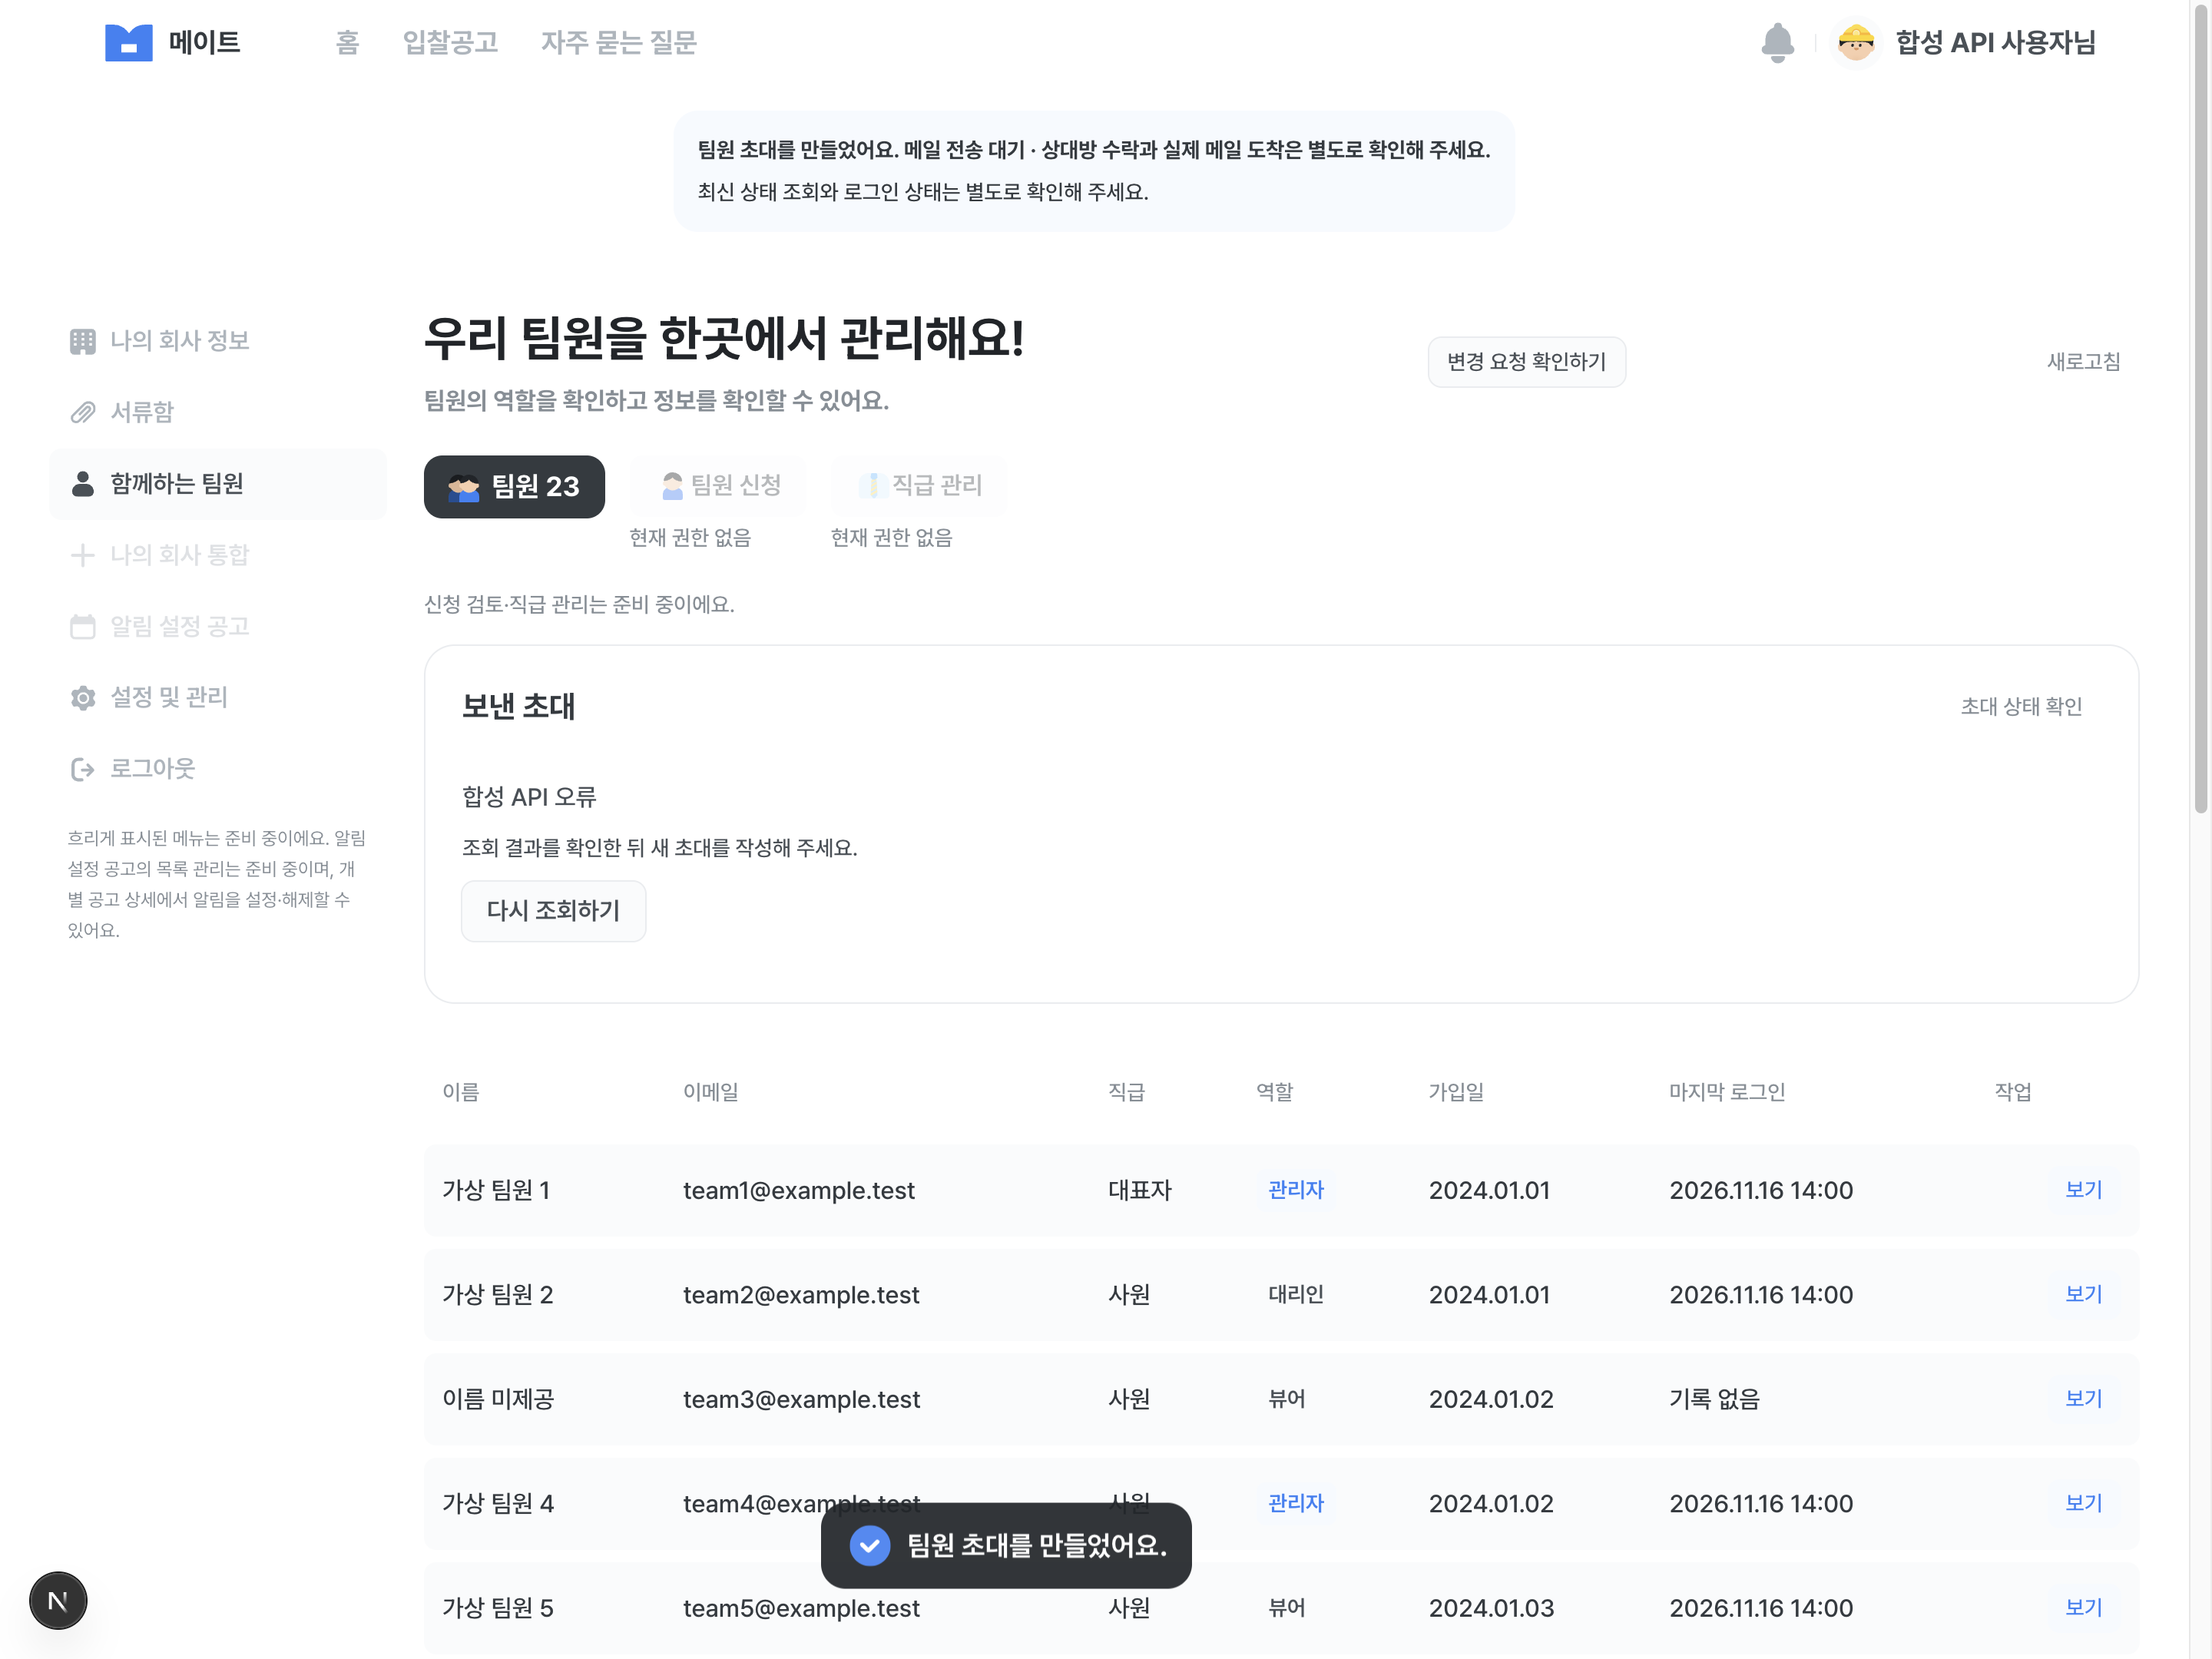 메이트
홈 입찰공고 자주 묻는 질문
합성 API 사용자님
팀원 초대를 만들었어요. 메일 전송 대기 · 상대방 수락과 실제 메일 도착은 별도로 확인해 주세요.
최신 상태 조회와 로그인 상태는 별도로 확인해 주세요.
나의 회사 정보
서류함
함께하는 팀원
나의 회사 통합
알림 설정 공고
설정 및 관리
로그아웃
흐리게 표시된 메뉴는 준비 중이에요. 알림
설정 공고의 목록 관리는 준비 중이며, 개
별 공고 상세에서 알림을 설정·해제할 수
있어요.
우리 팀원을 한곳에서 관리해요!
팀원의 역할을 확인하고 정보를 확인할 수 있어요.
변경 요청 확인하기
새로고침
팀원 23
팀원 신청
직급 관리
현재 권한 없음
현재 권한 없음
신청 검토·직급 관리는 준비 중이에요.
보낸 초대
초대 상태 확인
합성 API 오류
조회 결과를 확인한 뒤 새 초대를 작성해 주세요.
다시 조회하기
이름 이메일 직급 역할 가입일 마지막 로그인 작업
가상 팀원 1 team1@example.test 대표자 관리자 2024.01.01 2026.11.16 14:00 보기
가상 팀원 2 team2@example.test 사원 대리인 2024.01.01 2026.11.16 14:00 보기
이름 미제공 team3@example.test 사원 뷰어 2024.01.02 기록 없음 보기
가상 팀원 4 team4@example.test 사원 관리자 2024.01.02 2026.11.16 14:00 보기
팀원 초대를 만들었어요.
가상 팀원 5 team5@example.test 사원 뷰어 2024.01.03 2026.11.16 14:00 보기
N